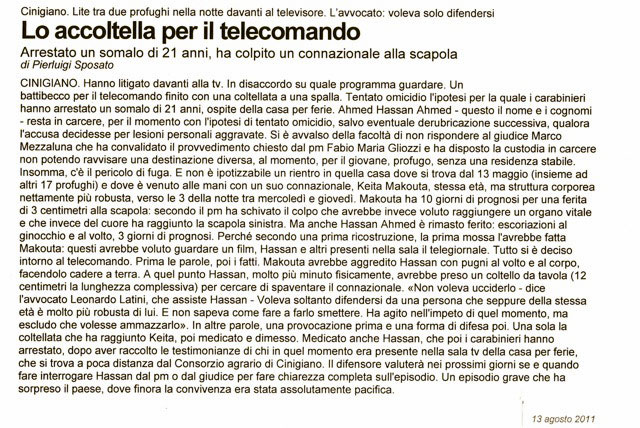 Cinigiano. Lite tra due profughi nella notte davanti al televisore. L'avvocato: voleva solo difendersi
Lo accoltella per il telecomando
Arrestato un somalo di 21 anni, ha colpito un connazionale alla scapola
di Pierluigi Sposato
CINIGIANO. Hanno litigato davanti alla tv. In disaccordo su quale programma guardare. Un
battibecco per il telecomando finito con una coltellata a una spalla. Tentato omicidio l'ipotesi per la quale i carabinieri
hanno arrestato un somalo di 21 anni, ospite della casa per ferie. Ahmed Hassan Ahmed - questo il nome e i cognomi
- resta in carcere, per il momento con l'ipotesi di tentato omicidio, salvo eventuale derubricazione successiva, qualora
l'accusa decidesse per lesioni personali aggravate. Si è avvalso della facoltà di non rispondere al giudice Marco
Mezzaluna che ha convalidato il provvedimento chiesto dal pm Fabio Maria Gliozzi e ha disposto la custodia in carcere
non potendo ravvisare una destinazione diversa, al momento, per il giovane, profugo, senza una residenza stabile.
Insomma, c'è il pericolo di fuga. E non è ipotizzabile un rientro in quella casa dove si trova dal 13 maggio (insieme ad
altri 17 profughi) e dove è venuto alle mani con un suo connazionale, Keita Makouta, stessa età, ma struttura corporea
nettamente più robusta, verso le 3 della notte tra mercoledì e giovedì. Makouta ha 10 giorni di prognosi per una ferita
di 3 centimetri alla scapola: secondo il pm ha schivato il colpo che avrebbe invece voluto raggiungere un organo vitale
e che invece del cuore ha raggiunto la scapola sinistra. Ma anche Hassan Ahmed è rimasto ferito: escoriazioni al
ginocchio e al volto, 3 giorni di prognosi. Perché secondo una prima ricostruzione, la prima mossa l'avrebbe fatta
Makouta: questi avrebbe voluto guardare un film, Hassan e altri presenti nella sala il telegiornale. Tutto si è deciso
intorno al telecomando. Prima le parole, poi i fatti. Makouta avrebbe aggredito Hassan con pugni al volto e al corpo,
facendolo cadere a terra. A quel punto Hassan, molto più minuto fisicamente, avrebbe preso un coltello da tavola (12
centimetri la lunghezza complessiva) per cercare di spaventare il connazionale. «Non voleva ucciderlo - dice
l'avvocato Leonardo Latini, che assiste Hassan - Voleva soltanto difendersi da una persona che seppure della stessa
età è molto più robusta di lui. E non sapeva come fare a farlo smettere. Ha agito nell'impeto di quel momento, ma
escludo che volesse ammazzarlo». In altre parole, una provocazione prima e una forma di difesa poi. Una sola la
coltellata che ha raggiunto Keita, poi medicato e dimesso. Medicato anche Hassan, che poi i carabinieri hanno
arrestato, dopo aver raccolto le testimonianze di chi in quel momento era presente nella sala tv della casa per ferie,
che si trova a poca distanza dal Consorzio agrario di Cinigiano. Il difensore valuterà nei prossimi giorni se e quando
fare interrogare Hassan dal pm o dal giudice per fare chiarezza completa sull'episodio. Un episodio grave che ha
sorpreso il paese, dove finora la convivenza era stata assolutamente pacifica.
13 agosto 2011